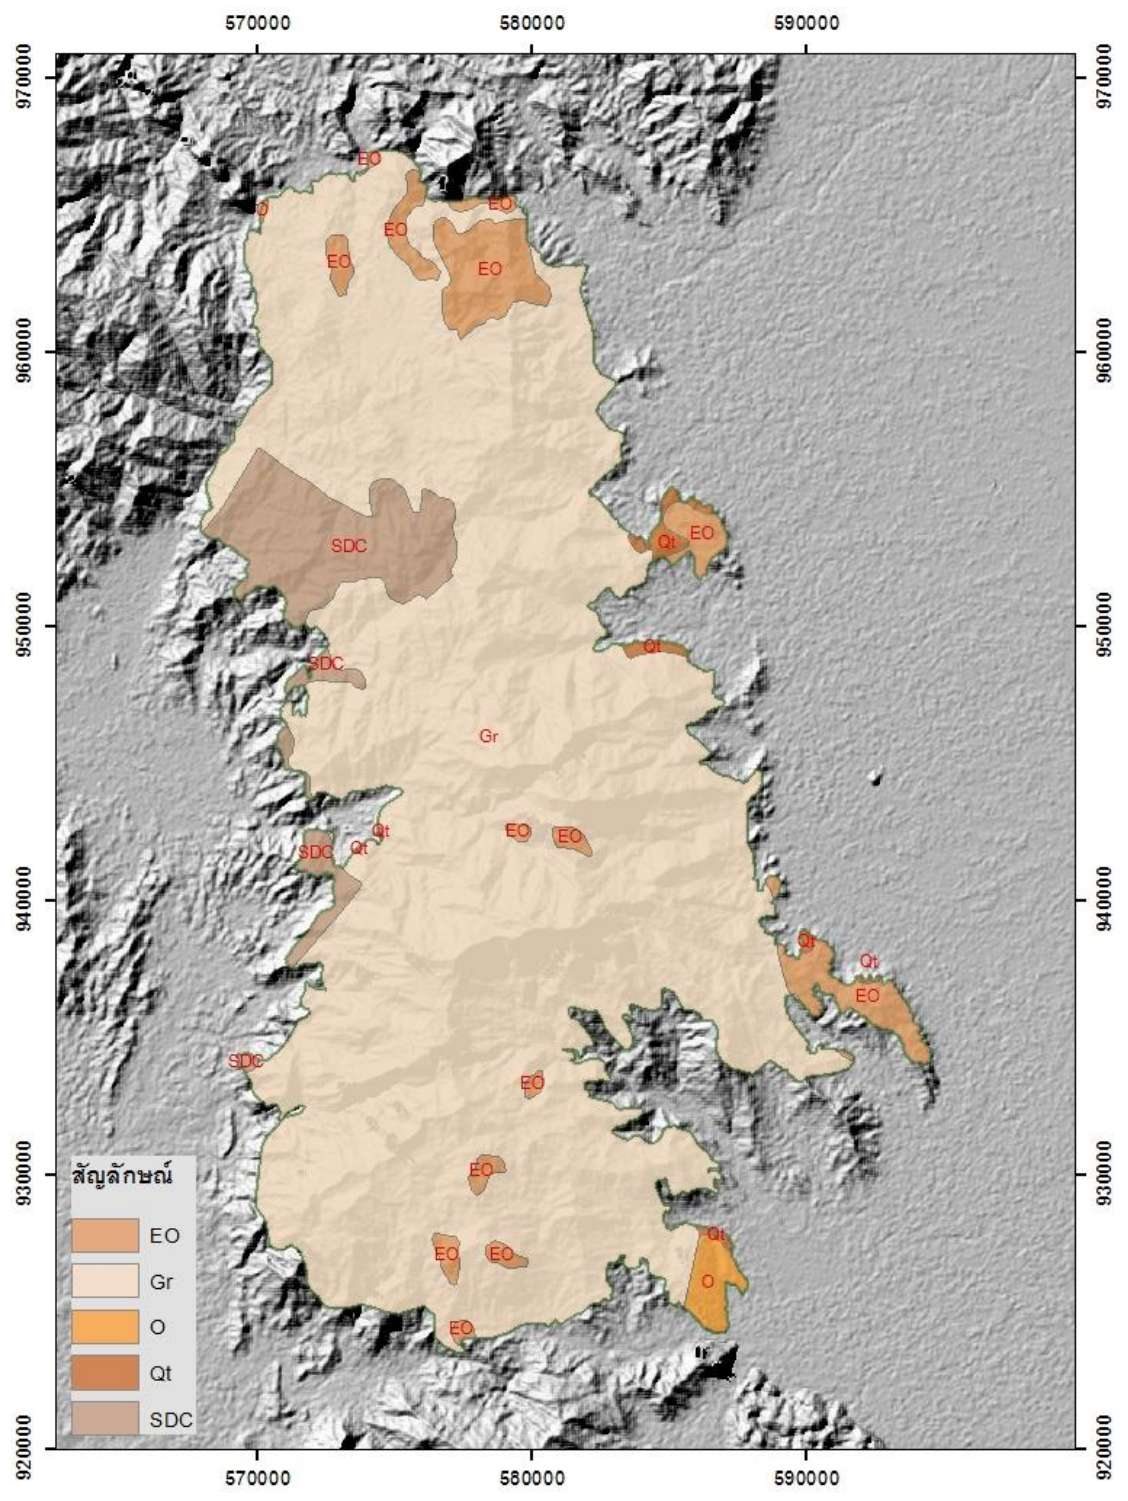 570000 580000 590000
970000 970000
EO
O
EO
EO
EO
EO
960000 960000
EO
Qt
SDC
950000 950000
Qt
SDC
Gr
EO
EO
Qt
Qt
SDC
940000 940000
Qt
Qt
EO
SDC
EO
930000 930000
EO
Qt
EO
EO
O
EO
สัญลักษณ์
EO
Gr
O
Qt
SDC
920000 920000
570000 580000 590000